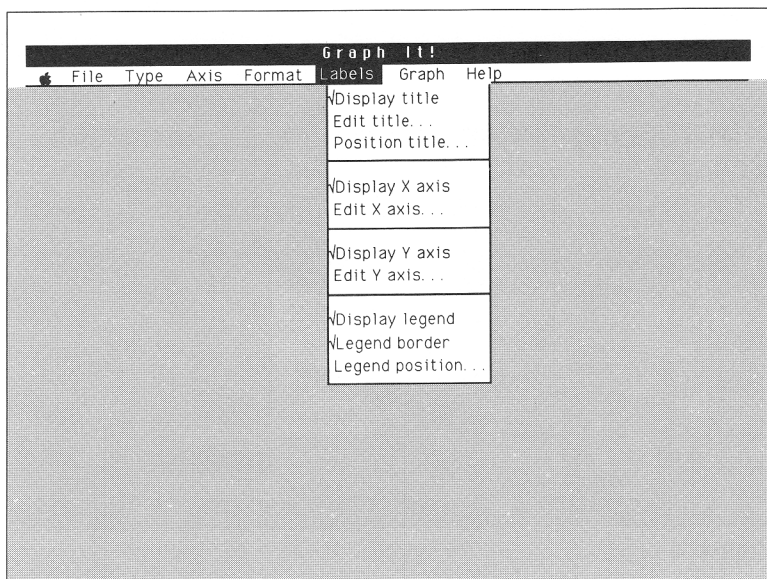 Graph It!
File Type Axis Format Labels Graph Help
√Display title
Edit title...
Position title...
√Display X axis
Edit X axis...
√Display Y axis
Edit Y axis...
√Display legend
√Legend border
Legend position...